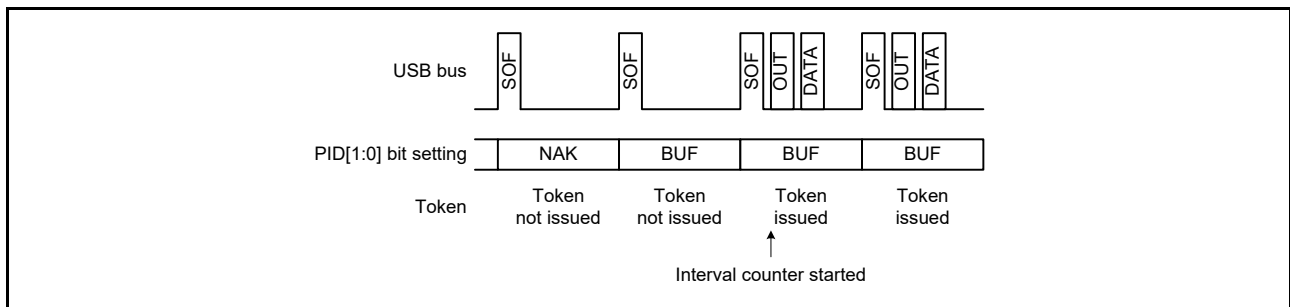 USB bus
SOF
SOF
SOF
OUT
DATA
SOF
OUT
DATA
PID[1:0] bit setting
NAK
BUF
BUF
BUF
Token
Token
not issued
Token
not issued
Token
issued
Token
issued
Interval counter started